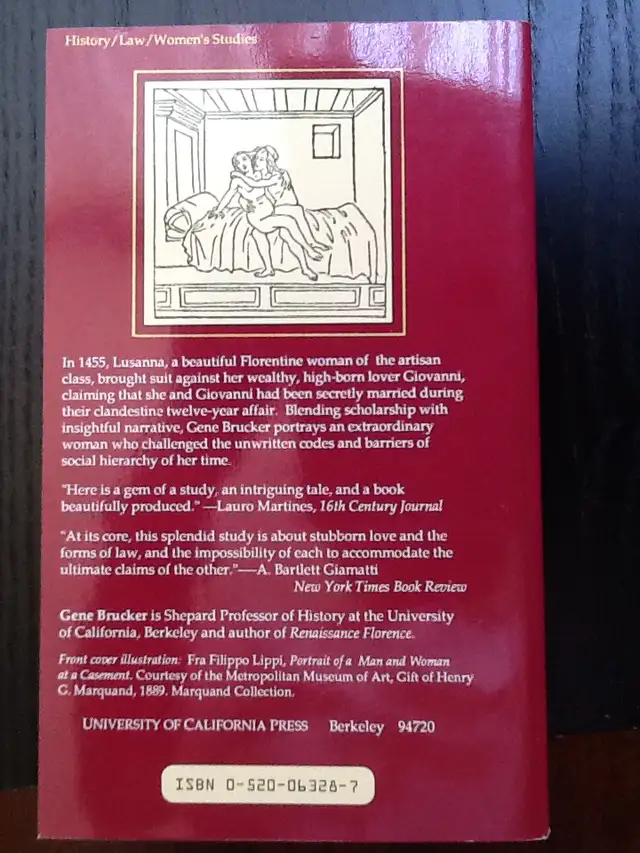 History/Law/Women's Studies
In 1455, Lusanna, a beautiful Florentine woman of the artisan
class, brought suit against her wealthy, high-born lover Giovanni,
claiming that she and Giovanni had been secretly married during
their clandestine twelve-year affair. Blending scholarship with
insightful narrative, Gene Brucker portrays an extraordinary
woman who challenged the unwritten codes and barriers of
social hierarchy of her time.
"Here is a gem of a study, an intriguing tale, and a book
beautifully produced."—Lauro Martines, 16th Century Journal
"At its core, this splendid study is about stubborn love and the
forms of law, and the impossibility of each to accommodate the
ultimate claims of the other."—A. Bartlett Giamatti
New York Times Book Review
Gene Brucker is Shepard Professor of History at the University
of California, Berkeley and author of Renaissance Florence.
Front cover illustration: Fra Filippo Lippi, Portrait of a Man and Woman
at a Casement. Courtesy of the Metropolitan Museum of Art, Gift of Henry
G. Marquand, 1889. Marquand Collection.
UNIVERSITY OF CALIFORNIA PRESS Berkeley 94720
ISBN 0-520-06328-7